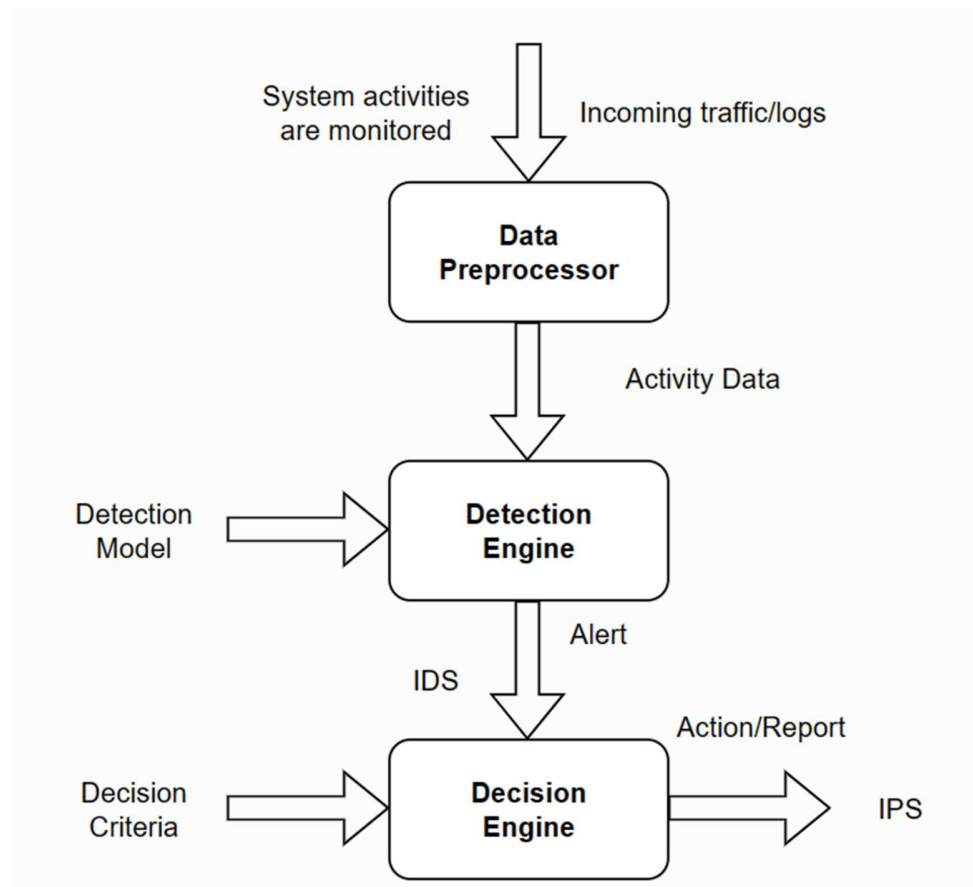 System activities
are monitored
Incoming traffic/logs
Data
Preprocessor
Activity Data
Detection
Model
Detection
Engine
Alert
IDS
Action/Report
Decision
Criteria
Decision
Engine
IPS